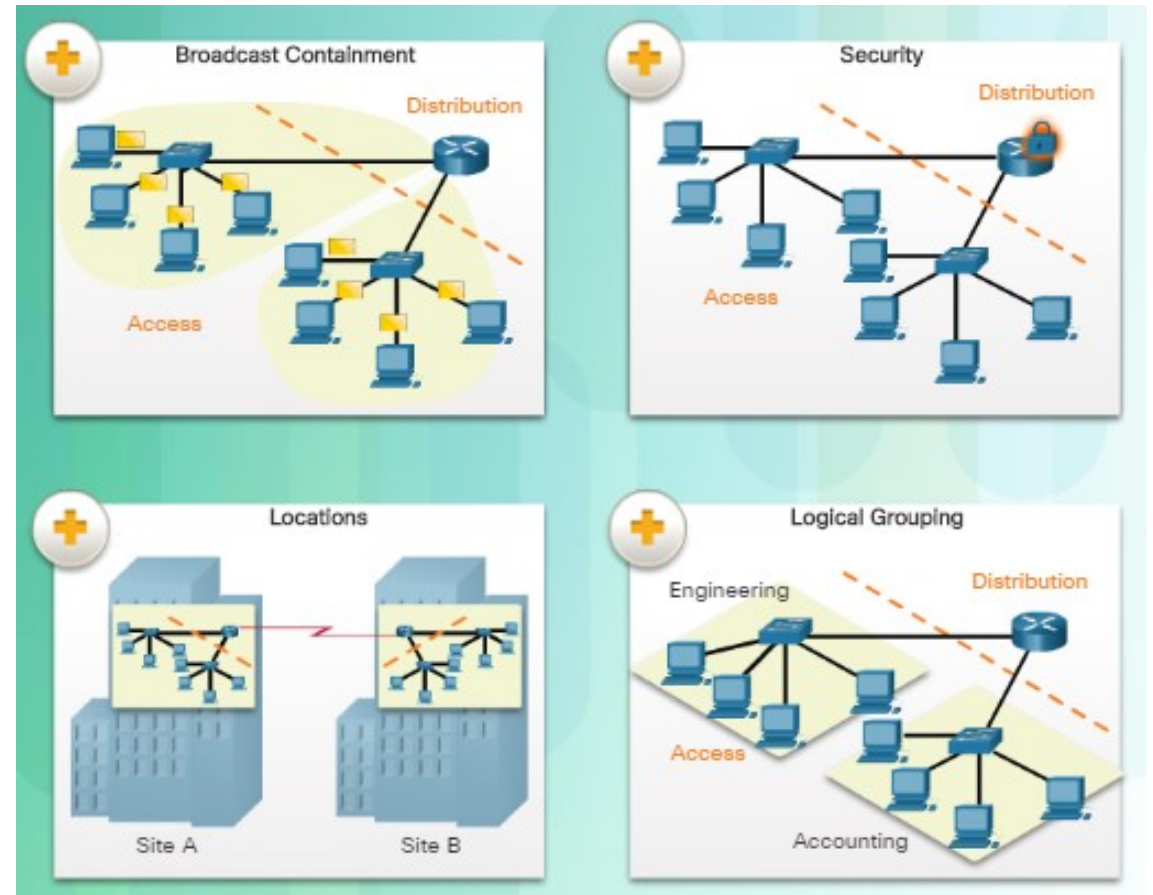 Broadcast Containment
Distribution
Access
Security
Distribution
Access
Locations
Site A
Site B
Logical Grouping
Engineering
Distribution
Access
Accounting